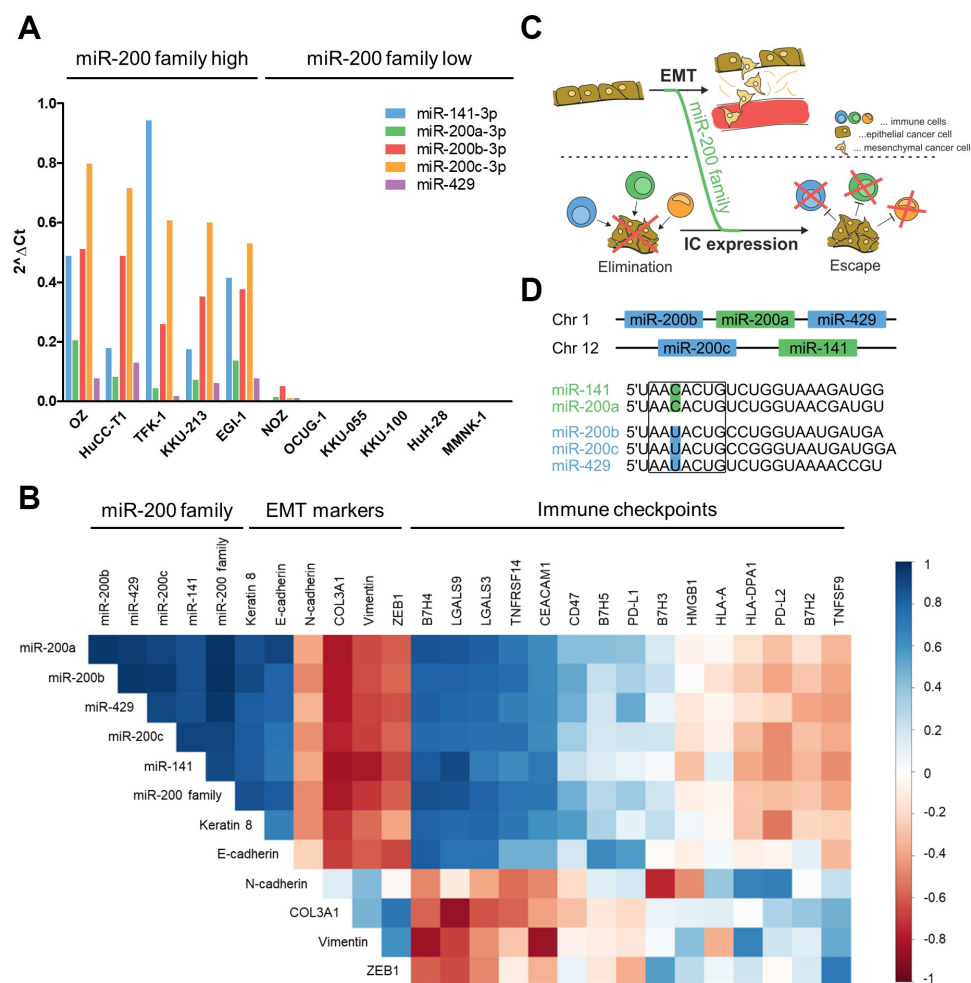 A
miR-200 family high
miR-200 family low
1.0
0.8
0.6
0.4
0.2
0.0
2^ΔCt
miR-141-3p
miR-200a-3p
miR-200b-3p
miR-200c-3p
miR-429
OZ
HuCC-T1
TFK-1
KKU-213
EGI-1
NOZ
OCUG-1
KKU-055
KKU-100
HuH-28
MMNK-1
C
EMT
miR-200 family
... immune cells
...epithelial cancer cell
... mesenchymal cancer cell
Elimination
IC expression
Escape
D
Chr 1 miR-200b miR-200a miR-429
Chr 12 miR-200c miR-141
miR-141 5'UAACACUGUCUGGUAAAGAUGG
miR-200a 5'UAACACUGUCUGGUAACGAUGU
miR-200b 5'UAAUACUGCCUGGUAAUGAUGA
miR-200c 5'UAAUACUGCCGGGUAAUGAUGGA
miR-429 5'UAAUACUGUCUGGUAAAACCGU
B
miR-200 family
EMT markers
Immune checkpoints
miR-200b
miR-429
miR-200c
miR-141
miR-200 family
Keratin 8
E-cadherin
N-cadherin
COL3A1
Vimentin
ZEB1
B7H4
LGALS9
LGALS3
TNFRSF14
CEACAM1
CD47
B7H5
PD-L1
B7H3
HMGB1
HLA-A
HLA-DPA1
PD-L2
B7H2
TNFSF9
miR-200a
miR-200b
miR-429
miR-200c
miR-141
miR-200 family
Keratin 8
E-cadherin
N-cadherin
COL3A1
Vimentin
ZEB1
1
0.8
0.6
0.4
0.2
0
-0.2
-0.4
-0.6
-0.8
-1